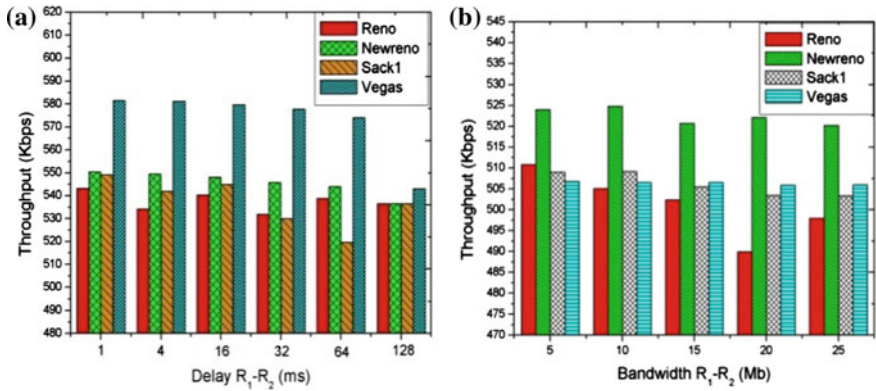 (a)
Reno
Newreno
Sack1
Vegas
Throughput (Kbps)
610
600
590
580
570
560
550
540
530
520
510
500
490
480
1 4 16 32 64 128
Delay R1-R2 (ms)
(b)
Reno
Newreno
Sack1
Vegas
Throughput (Kbps)
545
540
535
530
525
520
515
510
505
500
495
490
485
480
475
470
5 10 15 20 25
Bandwidth R1-R2 (Mb)